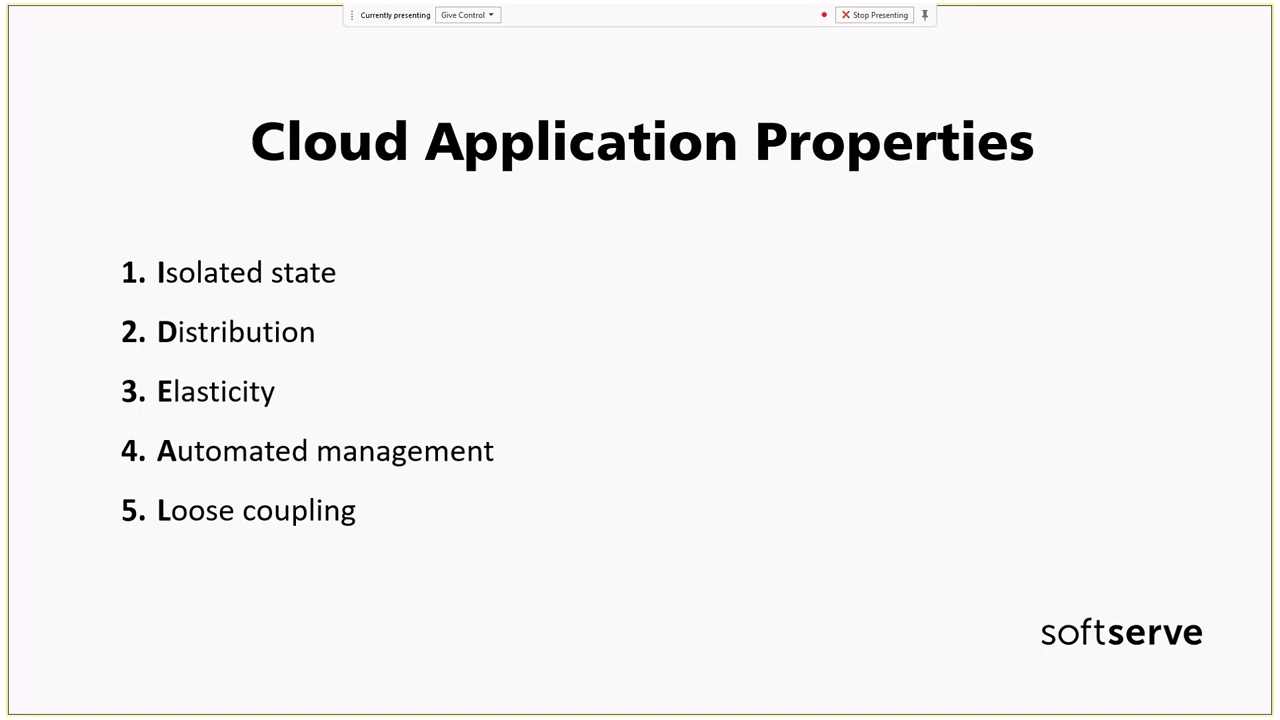 Currently presenting Give Control Stop Presenting
Cloud Application Properties
1. Isolated state
2. Distribution
3. Elasticity
4. Automated management
5. Loose coupling
softserve